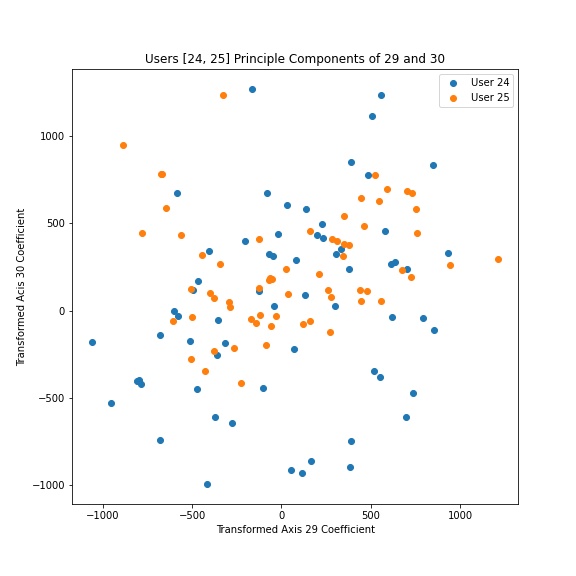 Users [24, 25] Principle Components of 29 and 30
User 24
User 25
1000
500
0
−500
−1000
Transformed Acis 30 Coefficient
−1000 −500 0 500 1000
Transformed Axis 29 Coefficient